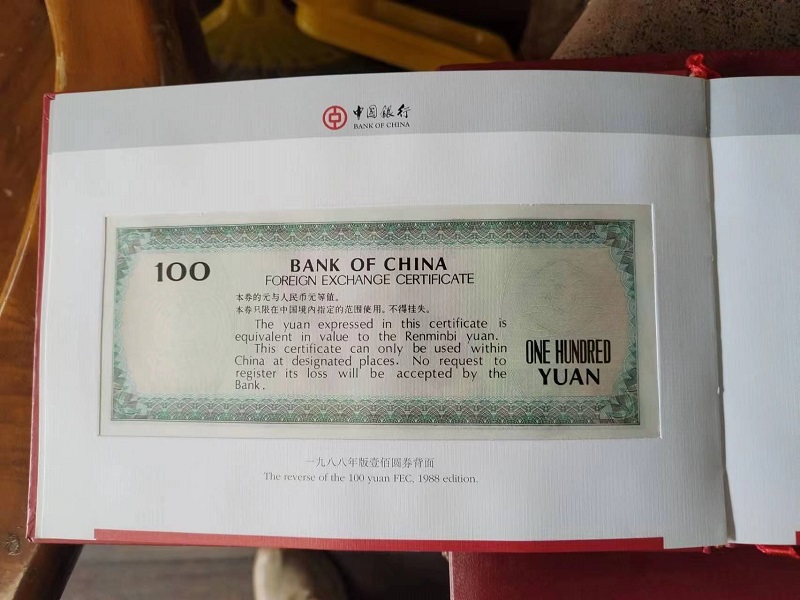 中国银行
BANK OF CHINA
100
BANK OF CHINA
FOREIGN EXCHANGE CERTIFICATE
本券的元与人民币元等值。
本券只限在中国境内指定的范围使用。不得挂失。
The yuan expressed in this certificate is
equivalent in value to the Renminbi yuan.
This certificate can only be used within
China at designated places. No request to
register its loss will be accepted by the
Bank.
ONE HUNDRED
YUAN
一九八八年版壹佰圆券背面
The reverse of the 100 yuan FEC, 1988 edition.